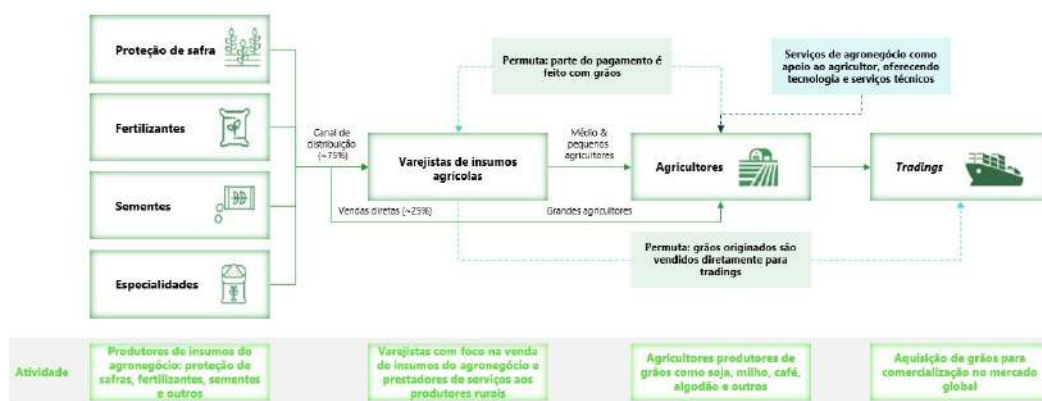 Proteção de safra
Fertilizantes
Sementes
Especialidades
Canal de
distribuição
(~75%)
Vendas diretas (~25%)
Permuta: parte do pagamento é
feito com grãos
Varejistas de insumos
agrícolas
Médio &
pequenos
agricultores
Grandes agricultores
Serviços de agronegócio como
apoio ao agricultor, oferecendo
tecnologia e serviços técnicos
Agricultores
Tradings
Permuta: grãos originados são
vendidos diretamente para
tradings
Atividade
Produtores de insumos do
agronegócio: proteção de
safras, fertilizantes, sementes
e outros
Varejistas com foco na venda
de insumos do agronegócio e
prestadores de serviços aos
produtores rurais
Agricultores produtores de
grãos como soja, milho, café,
algodão e outros
Aquisição de grãos para
comercialização no mercado
global